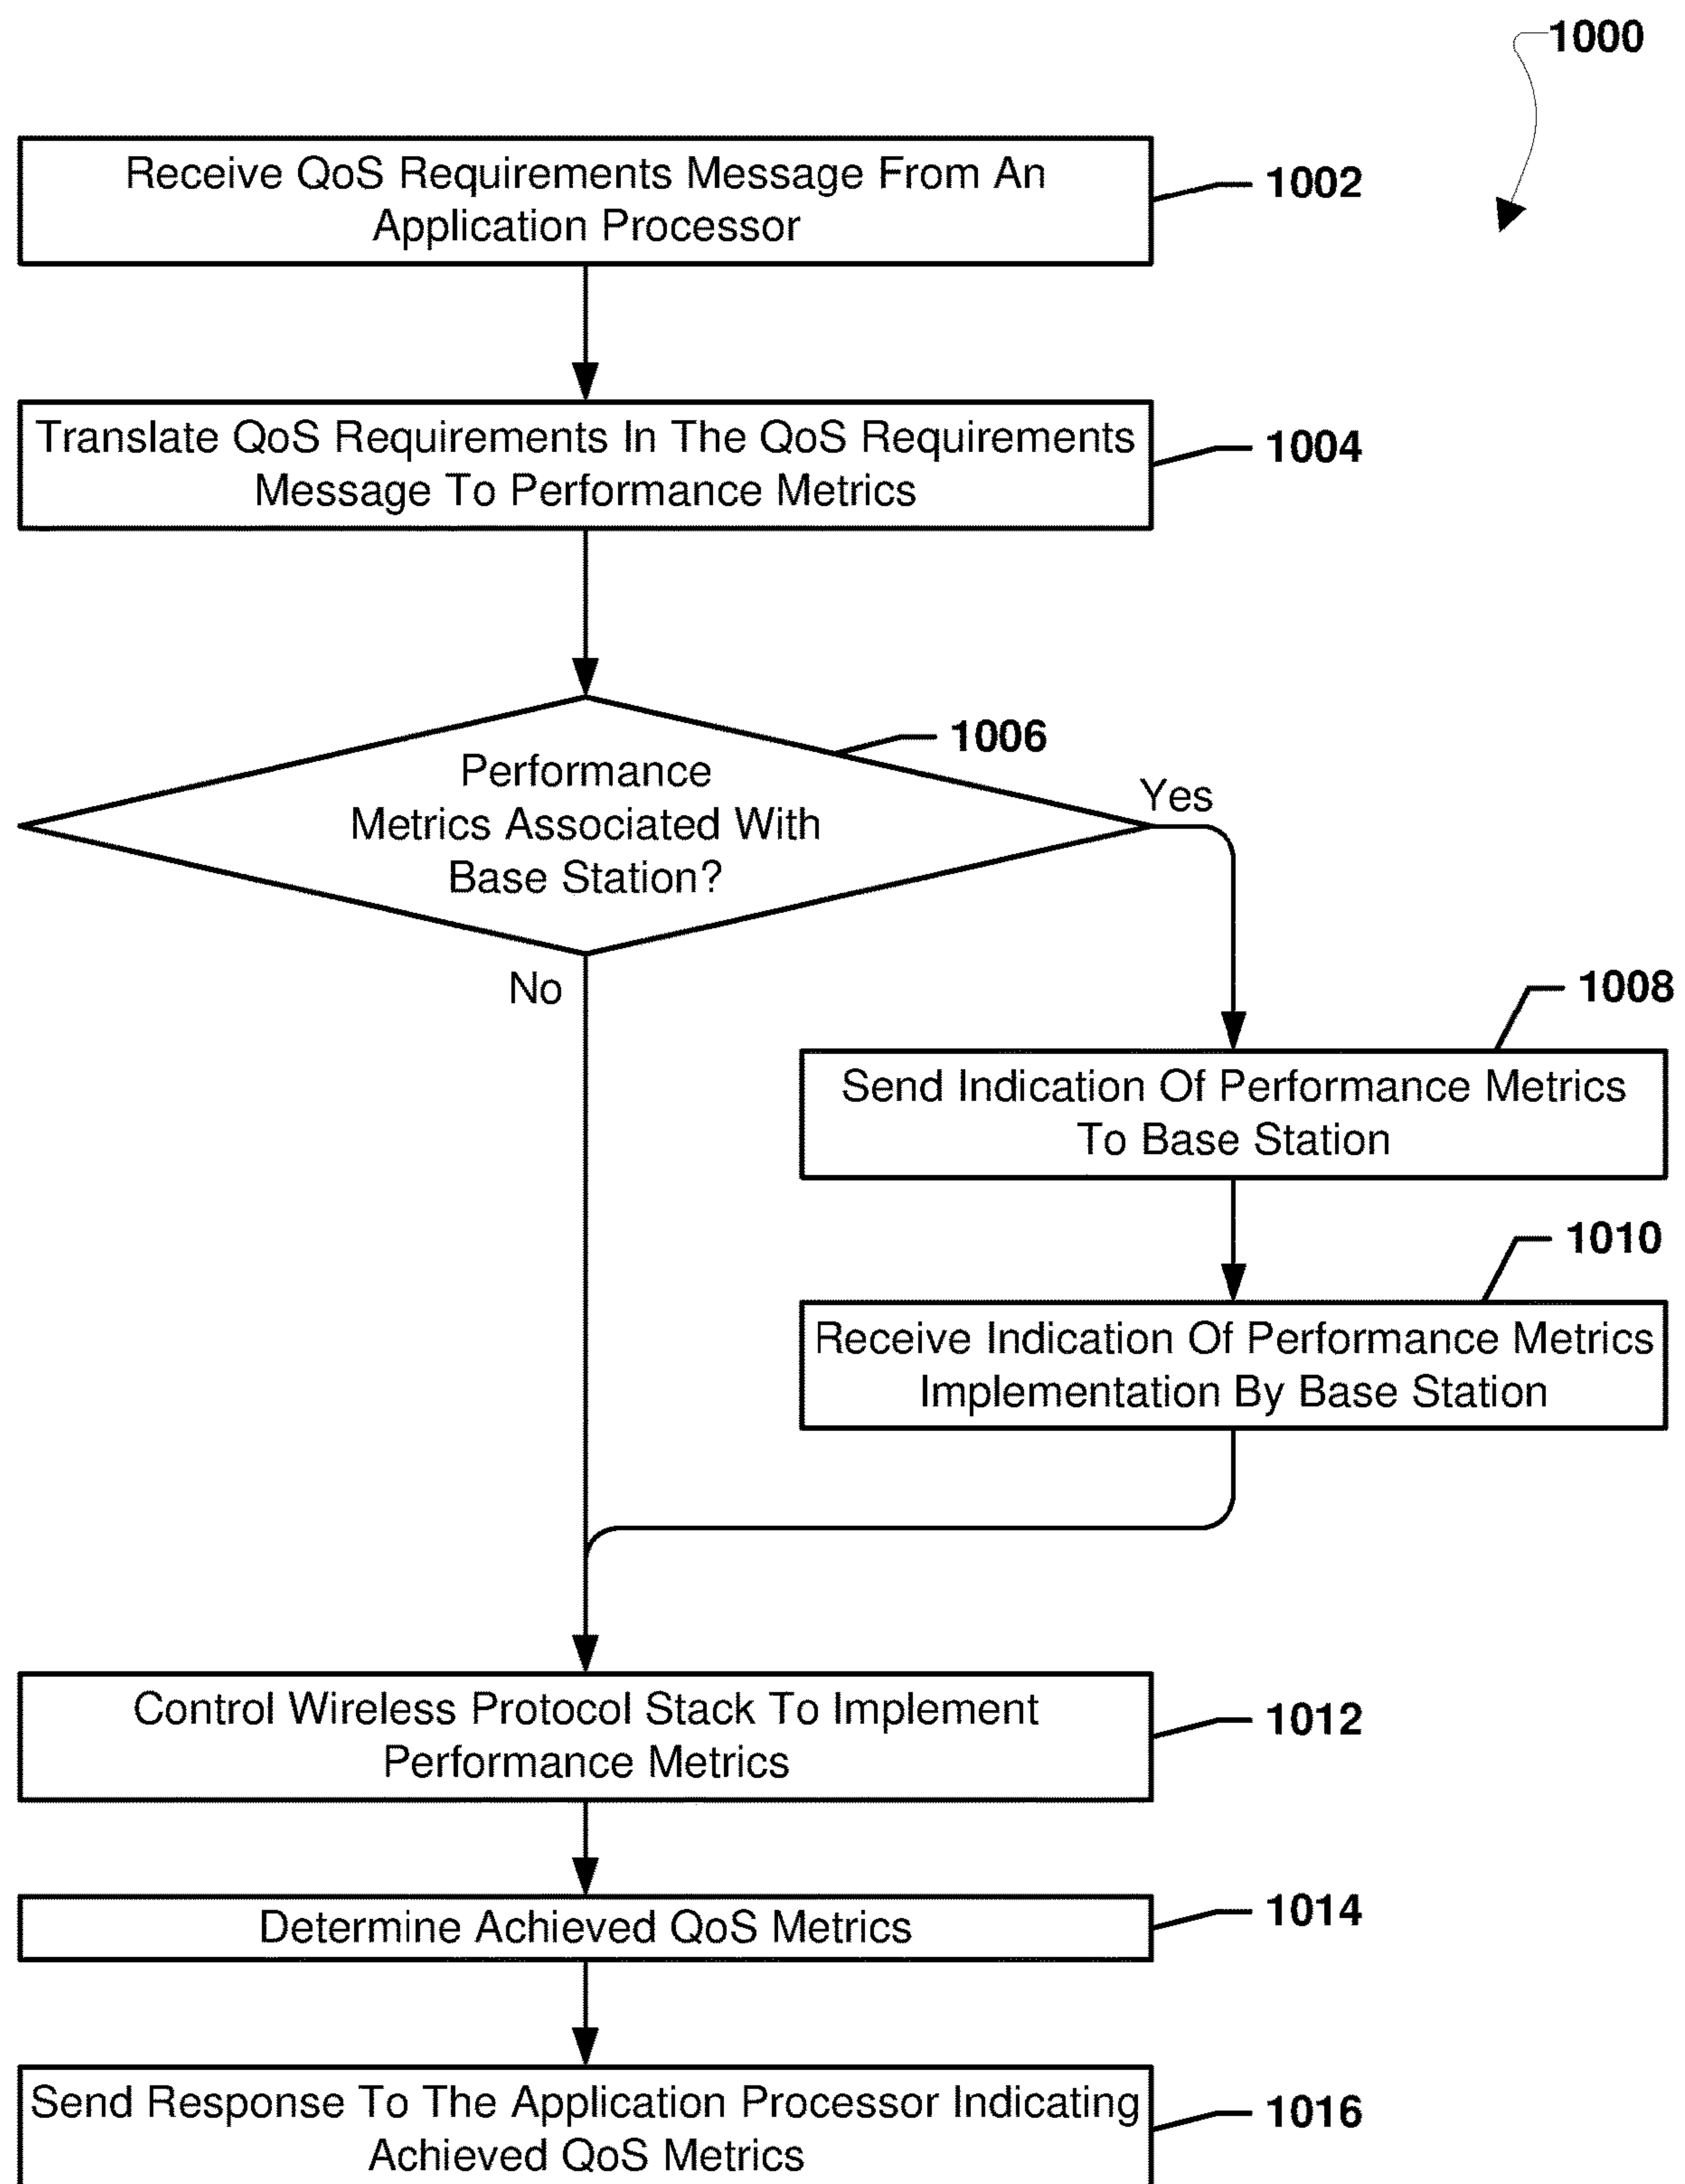 1000
Receive QoS Requirements Message From An
Application Processor
1002
Translate QoS Requirements In The QoS Requirements
Message To Performance Metrics
1004
1006
Performance
Metrics Associated With
Base Station?
Yes
No
1008
Send Indication Of Performance Metrics
To Base Station
1010
Receive Indication Of Performance Metrics
Implementation By Base Station
Control Wireless Protocol Stack To Implement
Performance Metrics
1012
Determine Achieved QoS Metrics
1014
Send Response To The Application Processor Indicating
Achieved QoS Metrics
1016